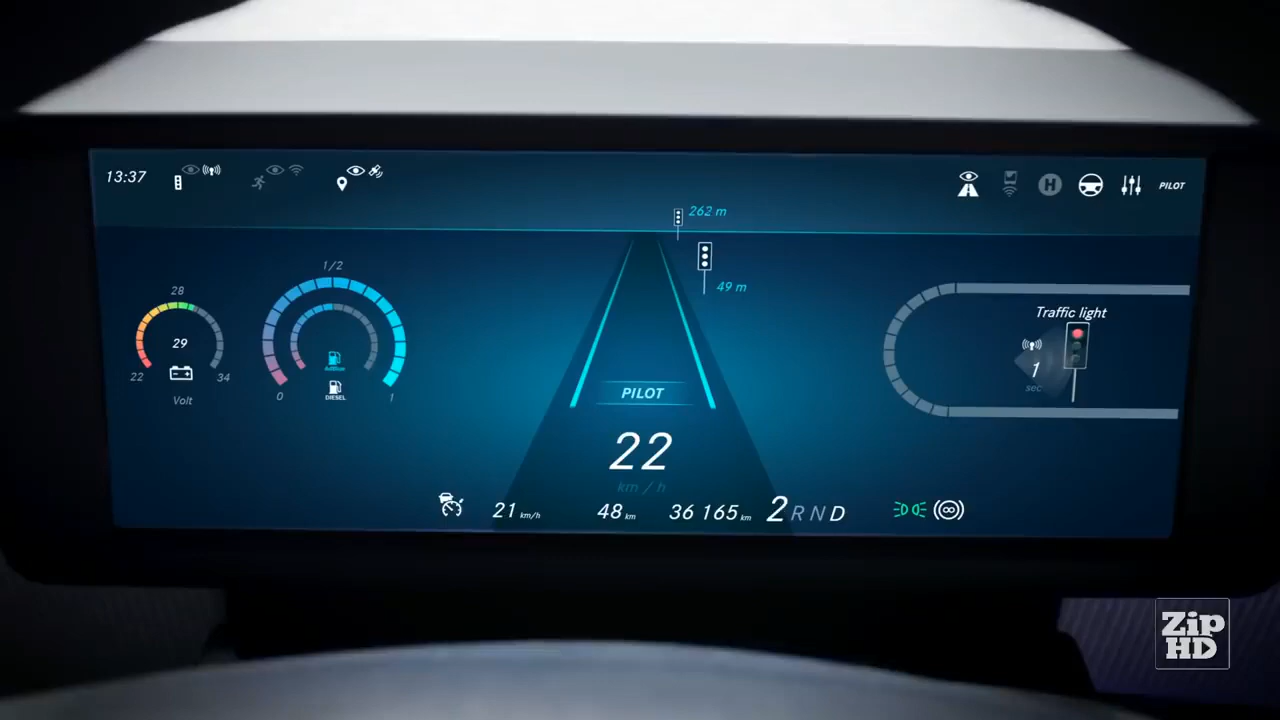 13:37
H
PILOT
262 m
49 m
1/2
28
29
22
34
Volt
AdBlue
DIESEL
0
1
Traffic light
1
sec
PILOT
22
km / h
21 km/h
48 km
36 165 km
2 R N D
Zip
HD